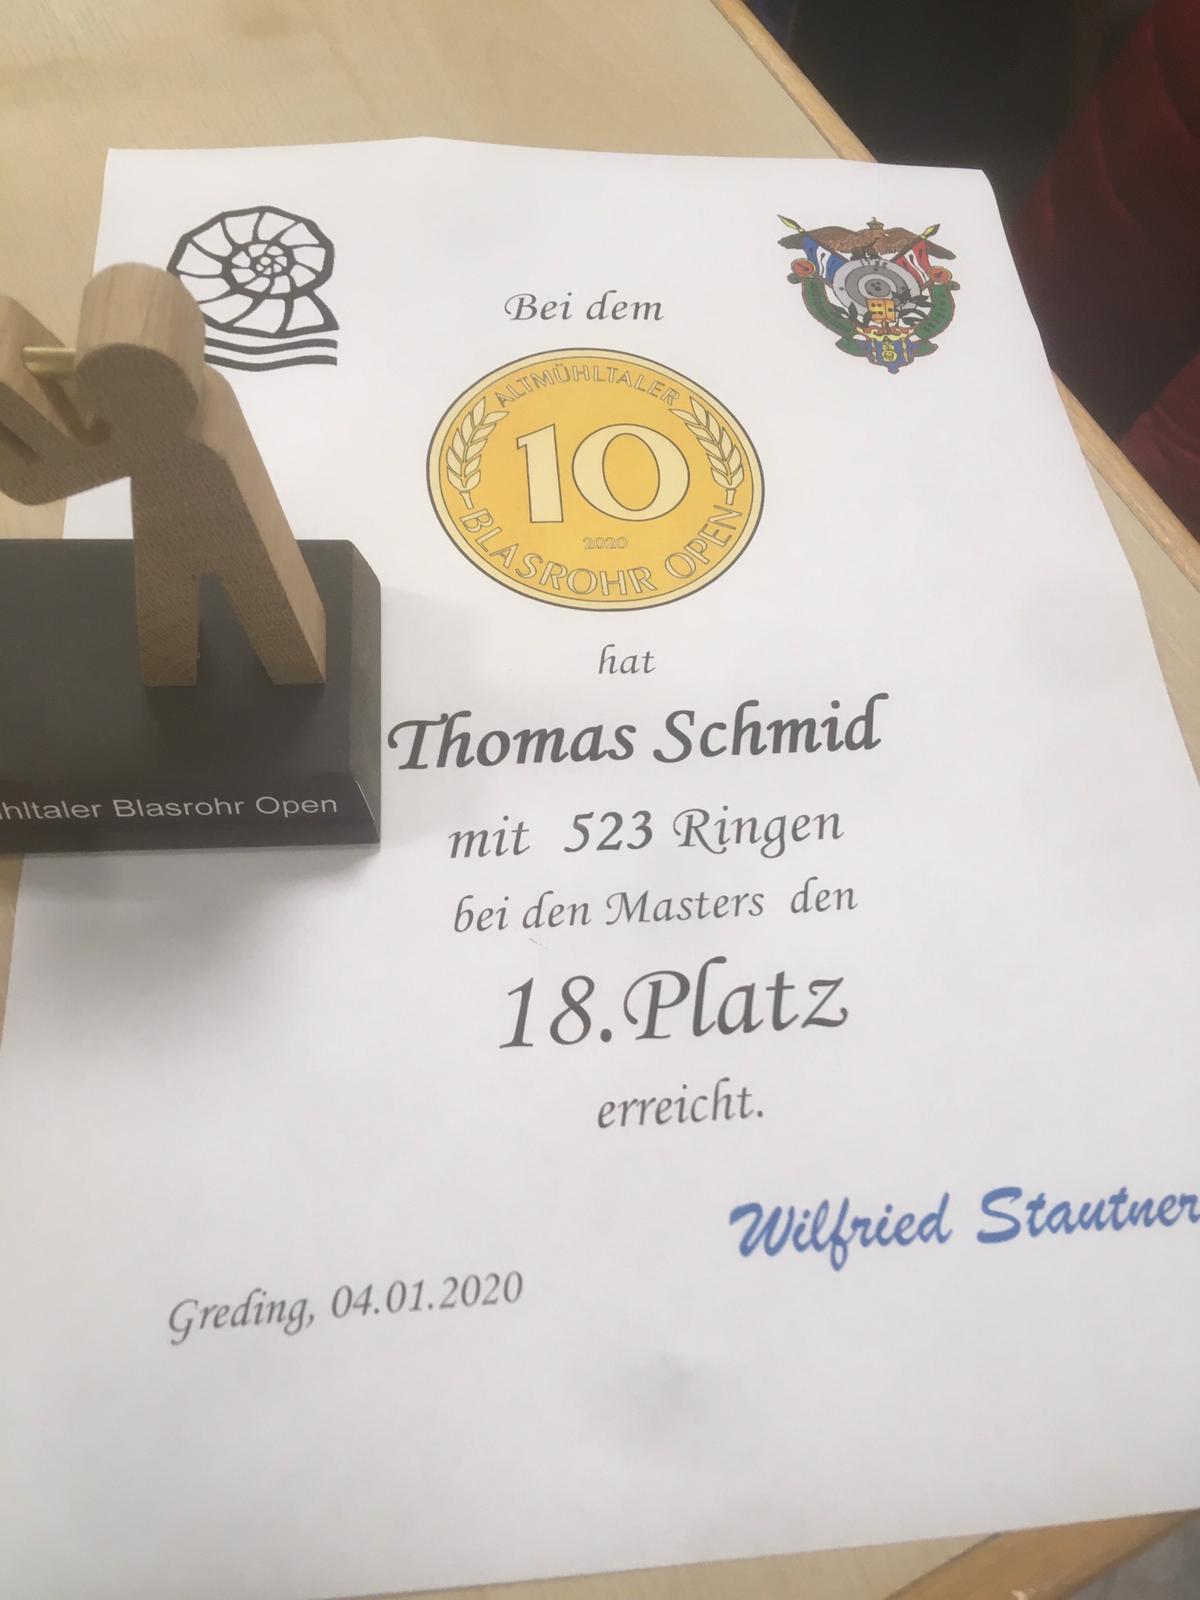 Bei dem
ALTMÜHLTALER
10
2020
BLASROHR OPEN
hat
Thomas Schmid
mit 523 Ringen
bei den Masters den
18.Platz
erreicht.
Wilfried Stautner
Greding, 04.01.2020
hltaler Blasrohr Open